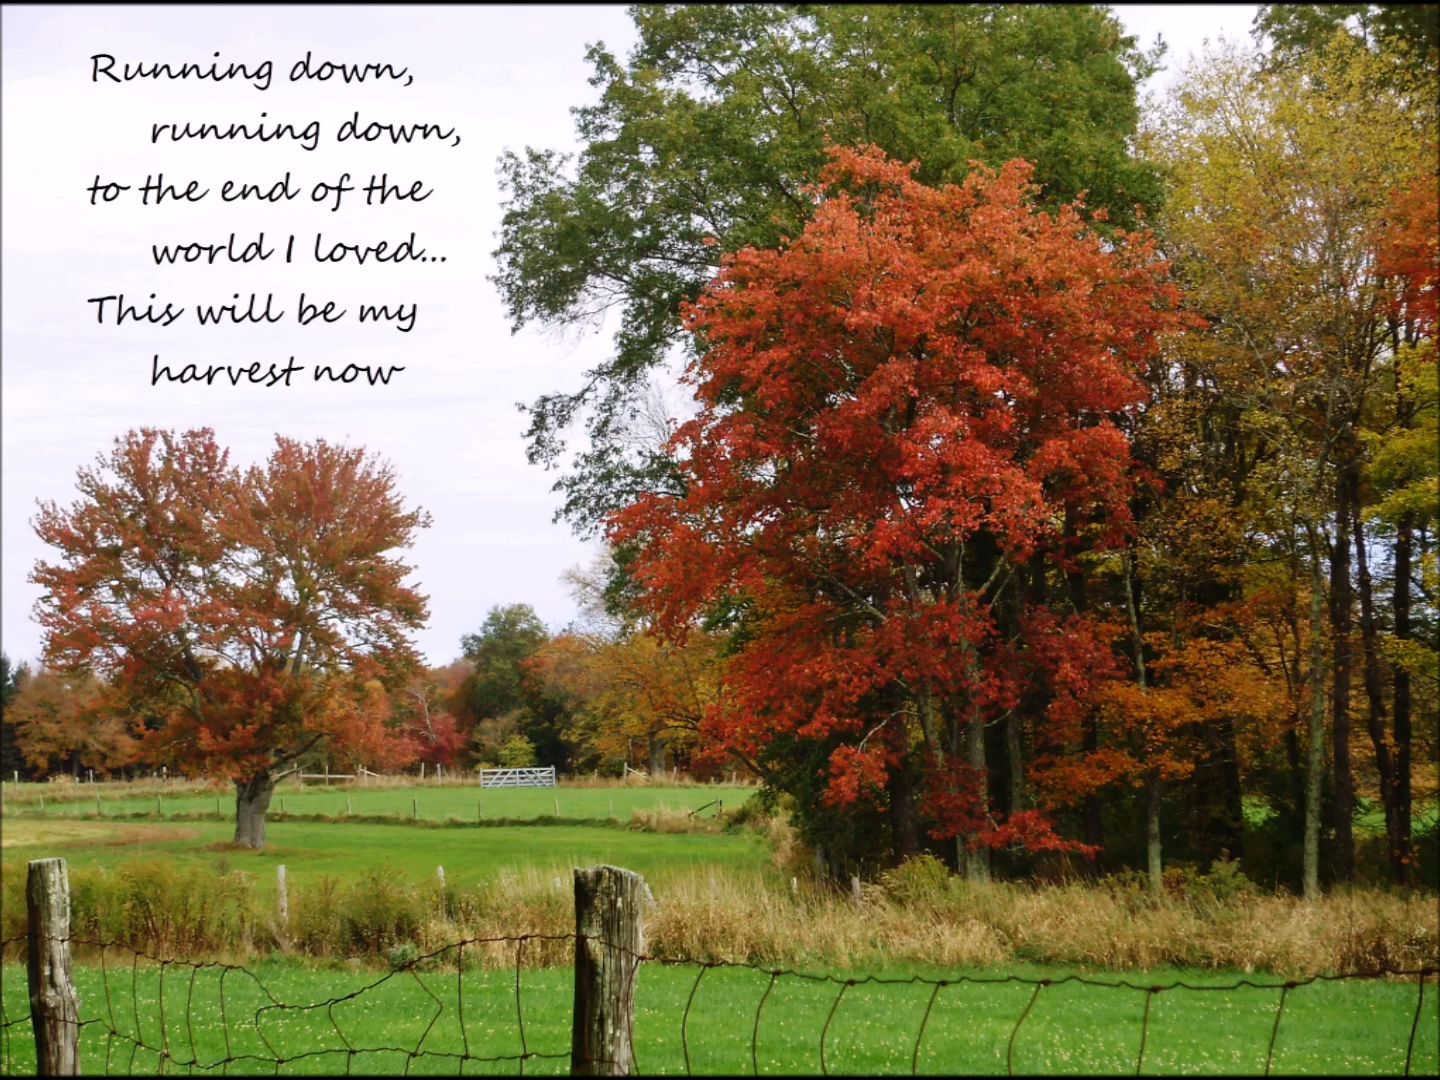 Running down,
running down,
to the end of the
world I loved...
This will be my
harvest now